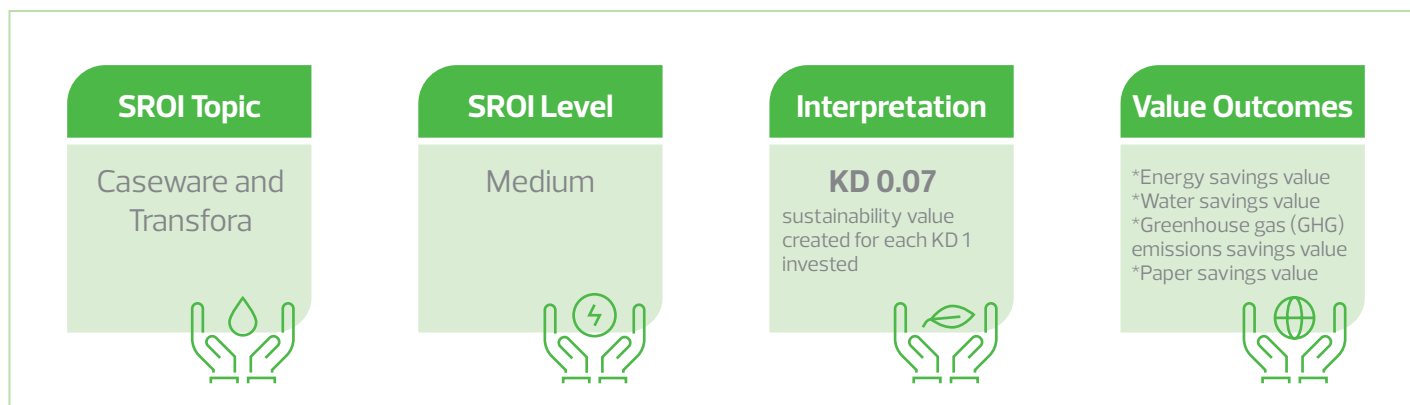 SROI Topic
Caseware and
Transfora
SROI Level
Medium
Interpretation
KD 0.07
sustainability value
created for each KD 1
invested
Value Outcomes
*Energy savings value
*Water savings value
*Greenhouse gas (GHG)
emissions savings value
*Paper savings value